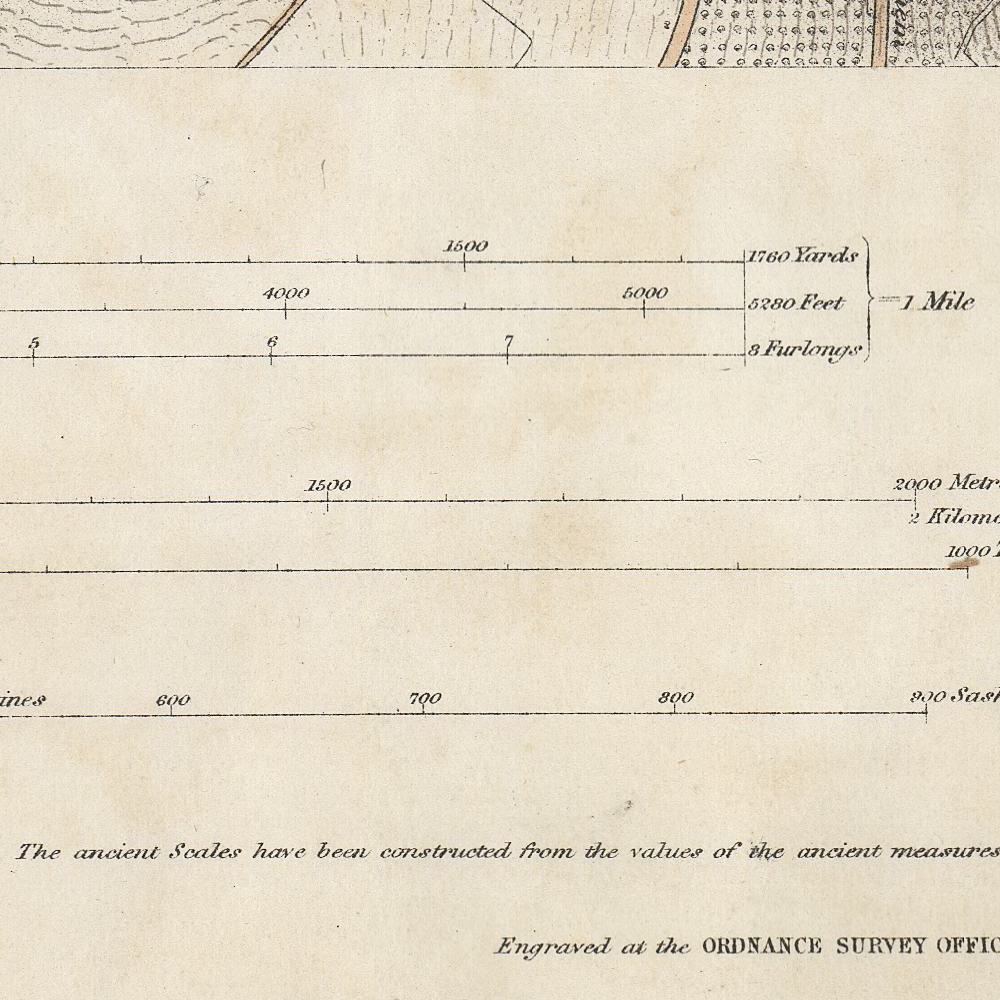 1500
1760 Yards
4000 5000
5280 Feet = 1 Mile
5 6 7
8 Furlongs
1500 2000 Metr
2 Kilom
1000
ines 600 700 800 900 Sas
The ancient Scales have been constructed from the values of the ancient measures
Engraved at the ORDNANCE SURVEY OFFIC